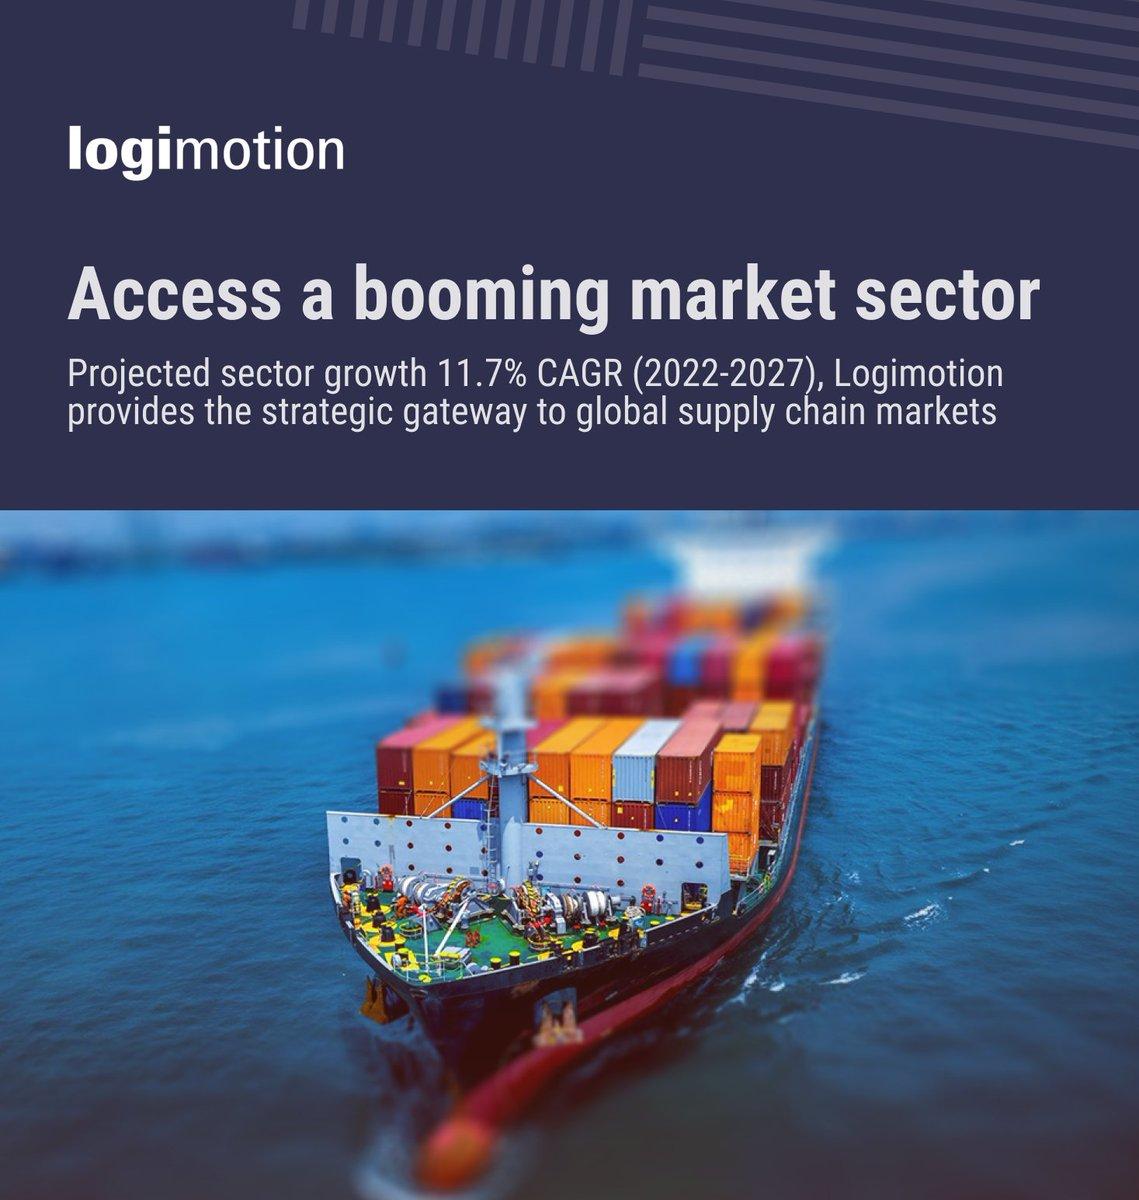 logimotion
Access a booming market sector
Projected sector growth 11.7% CAGR (2022-2027), Logimotion
provides the strategic gateway to global supply chain markets